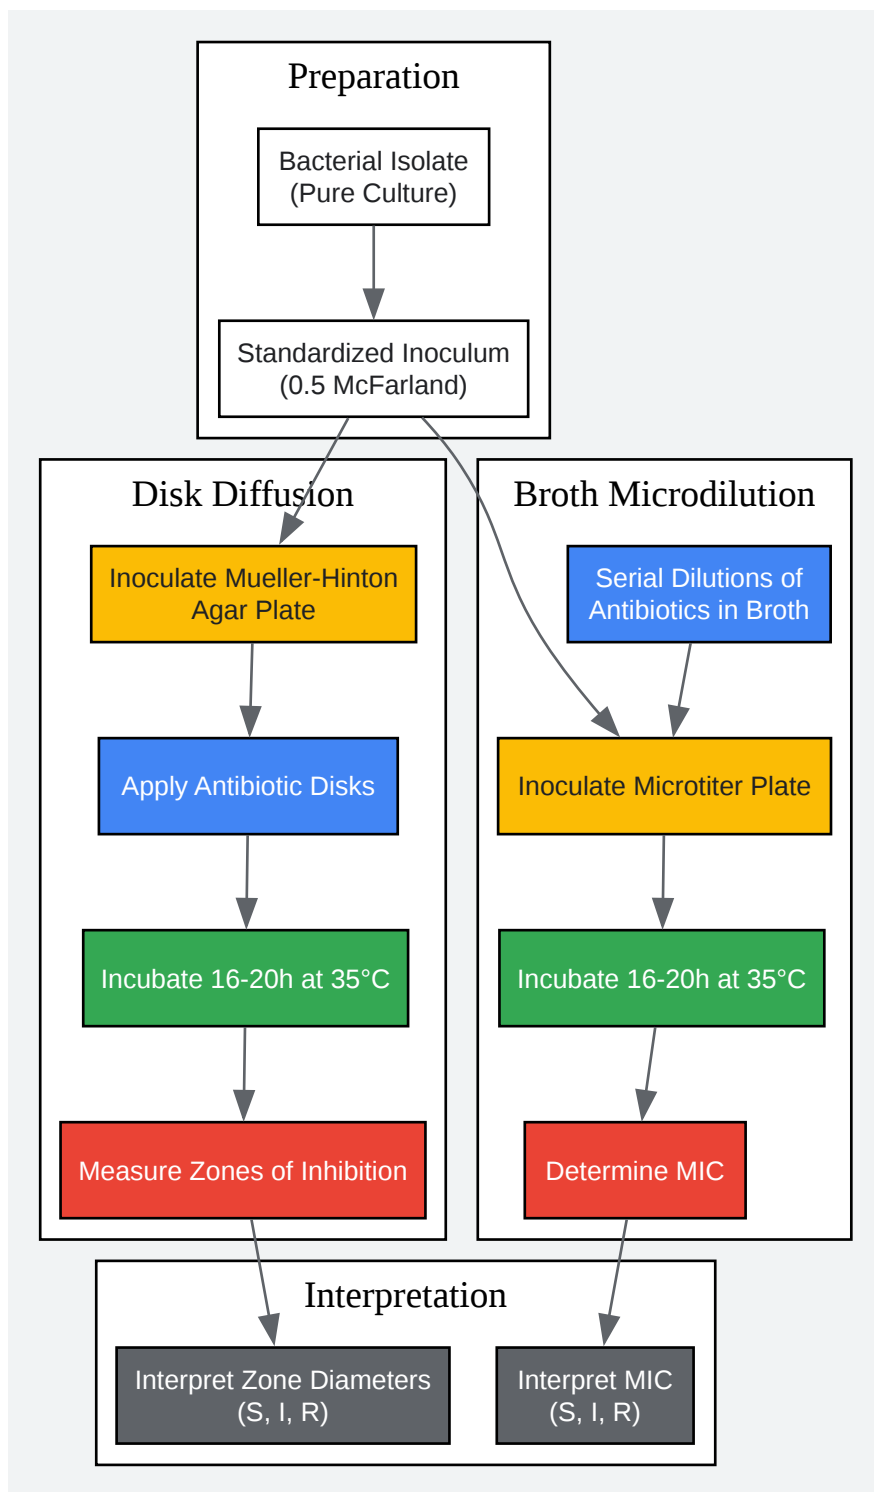 Preparation
Bacterial Isolate
(Pure Culture)
Standardized Inoculum
(0.5 McFarland)
Disk Diffusion
Inoculate Mueller-Hinton
Agar Plate
Apply Antibiotic Disks
Incubate 16-20h at 35°C
Measure Zones of Inhibition
Broth Microdilution
Serial Dilutions of
Antibiotics in Broth
Inoculate Microtiter Plate
Incubate 16-20h at 35°C
Determine MIC
Interpretation
Interpret Zone Diameters
(S, I, R)
Interpret MIC
(S, I, R)